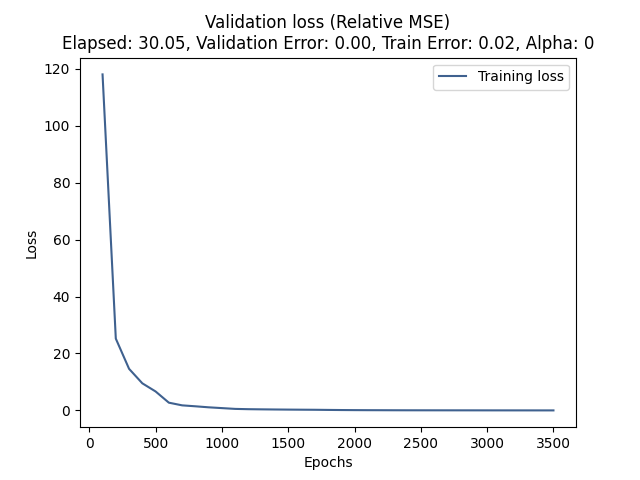 Validation loss (Relative MSE)
Elapsed: 30.05, Validation Error: 0.00, Train Error: 0.02, Alpha: 0
Training loss
120
100
80
60
40
20
0
Loss
0 500 1000 1500 2000 2500 3000 3500
Epochs